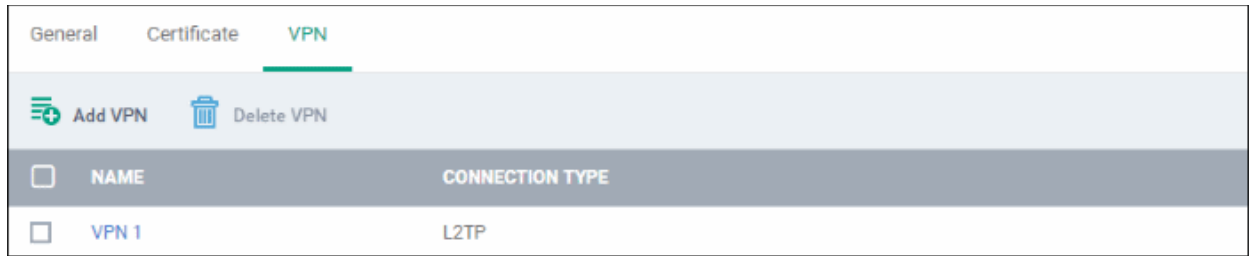 General Certificate VPN
Add VPN Delete VPN
NAME CONNECTION TYPE
VPN 1 L2TP